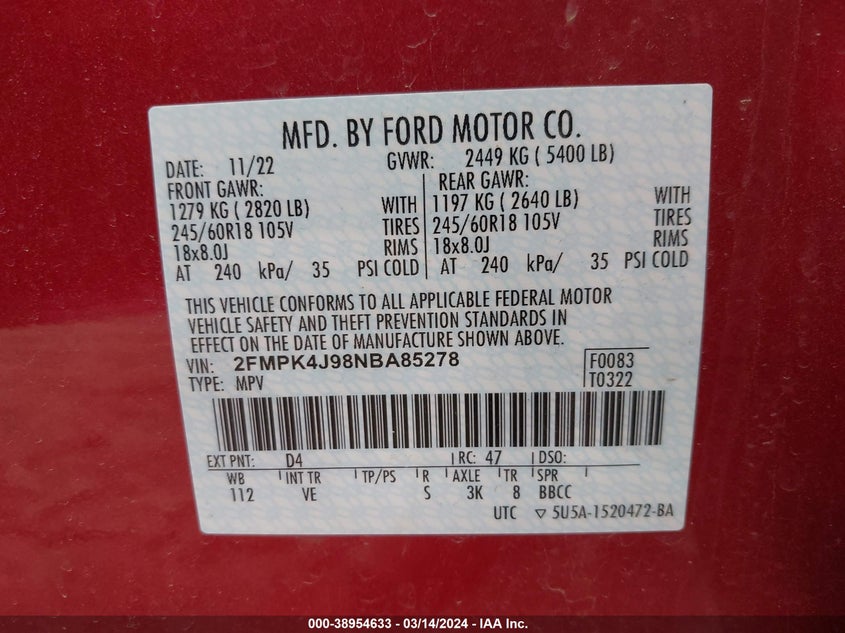 MFD. BY FORD MOTOR CO.
DATE: 11/22 GVWR: 2449 KG ( 5400 LB)
FRONT GAWR: REAR GAWR:
1279 KG ( 2820 LB) WITH 1197 KG ( 2640 LB) WITH
245/60R18 105V TIRES 245/60R18 105V TIRES
18x8.0J RIMS 18x8.0J RIMS
AT 240 kPa/ 35 PSI COLD AT 240 kPa/ 35 PSI COLD
THIS VEHICLE CONFORMS TO ALL APPLICABLE FEDERAL MOTOR
VEHICLE SAFETY AND THEFT PREVENTION STANDARDS IN
EFFECT ON THE DATE OF MANUFACTURE SHOWN ABOVE.
VIN: 2FMPK4J98NBA85278 F0083
TYPE: MPV T0322
EXT PNT: D4 RC: 47 DSO:
WB INT TR TP/PS R AXLE TR SPR
112 VE S 3K 8 BBCC
UTC ▽ 5U5A-1520472-BA
000-38954633 - 03/14/2024 - IAA Inc.